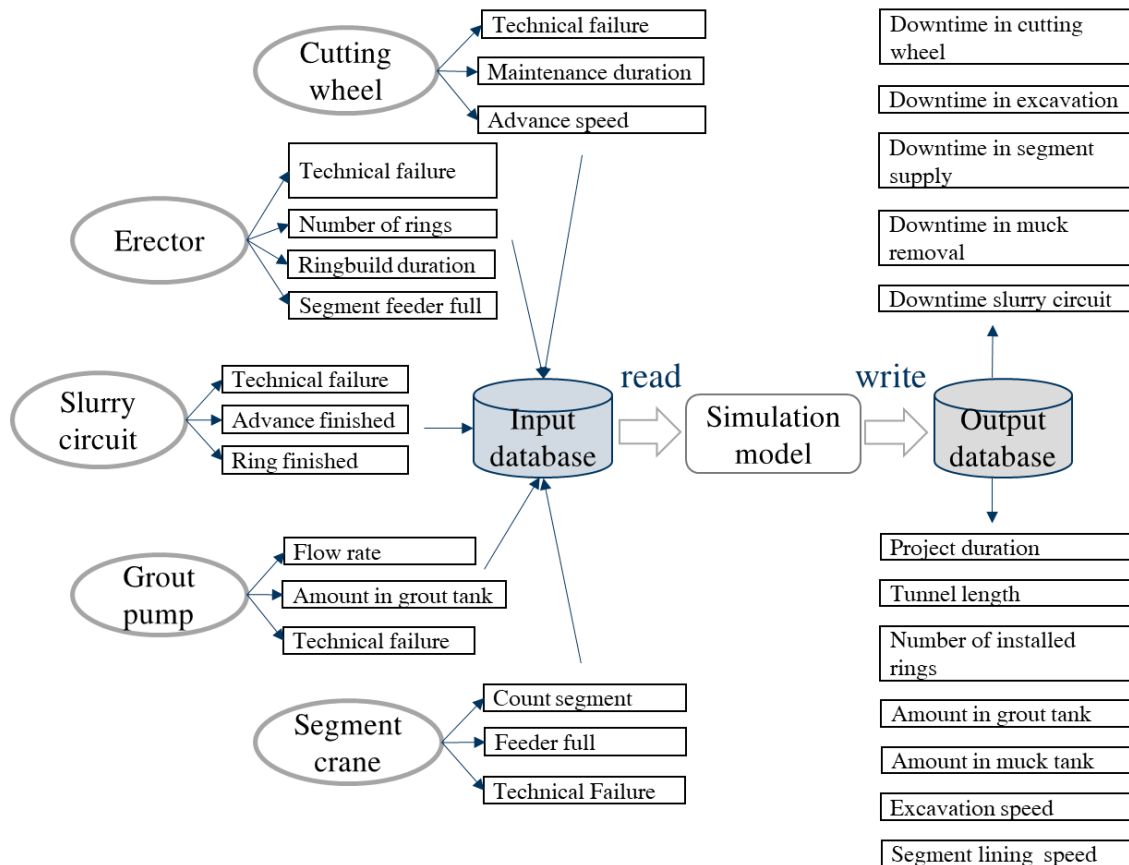 Cutting
wheel
Technical failure
Maintenance duration
Advance speed
Erector
Technical failure
Number of rings
Ringbuild duration
Segment feeder full
Slurry
circuit
Technical failure
Advance finished
Ring finished
Grout
pump
Flow rate
Amount in grout tank
Technical failure
Segment
crane
Count segment
Feeder full
Technical Failure
Input
database
read
Simulation
model
write
Output
database
Downtime in cutting
wheel
Downtime in excavation
Downtime in segment
supply
Downtime in muck
removal
Downtime slurry circuit
Project duration
Tunnel length
Number of installed
rings
Amount in grout tank
Amount in muck tank
Excavation speed
Segment lining speed